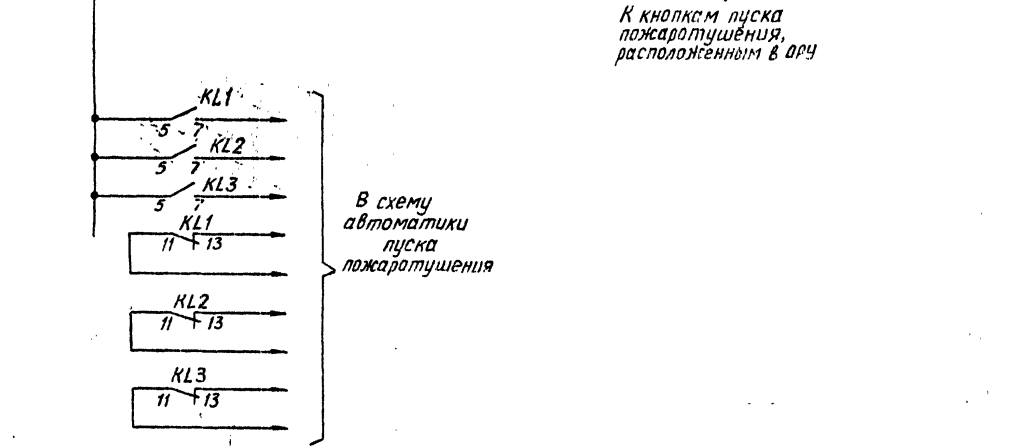 К кнопкам пуска
пожаротушения,
расположенным в ОРУ
KL1
5 7
KL2
5 7
KL3
5 7
KL1
11 13
KL2
11 13
KL3
11 13
В схему
автоматики
пуска
пожаротушения